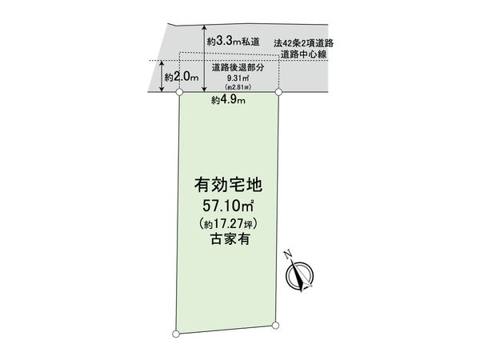 約3.3m私道
法42条2項道路
道路中心線
道路後退部分
9.31㎡
(約2.81坪)
約2.0m
約4.9m
有効宅地
57.10㎡
(約17.27坪)
古家有
N